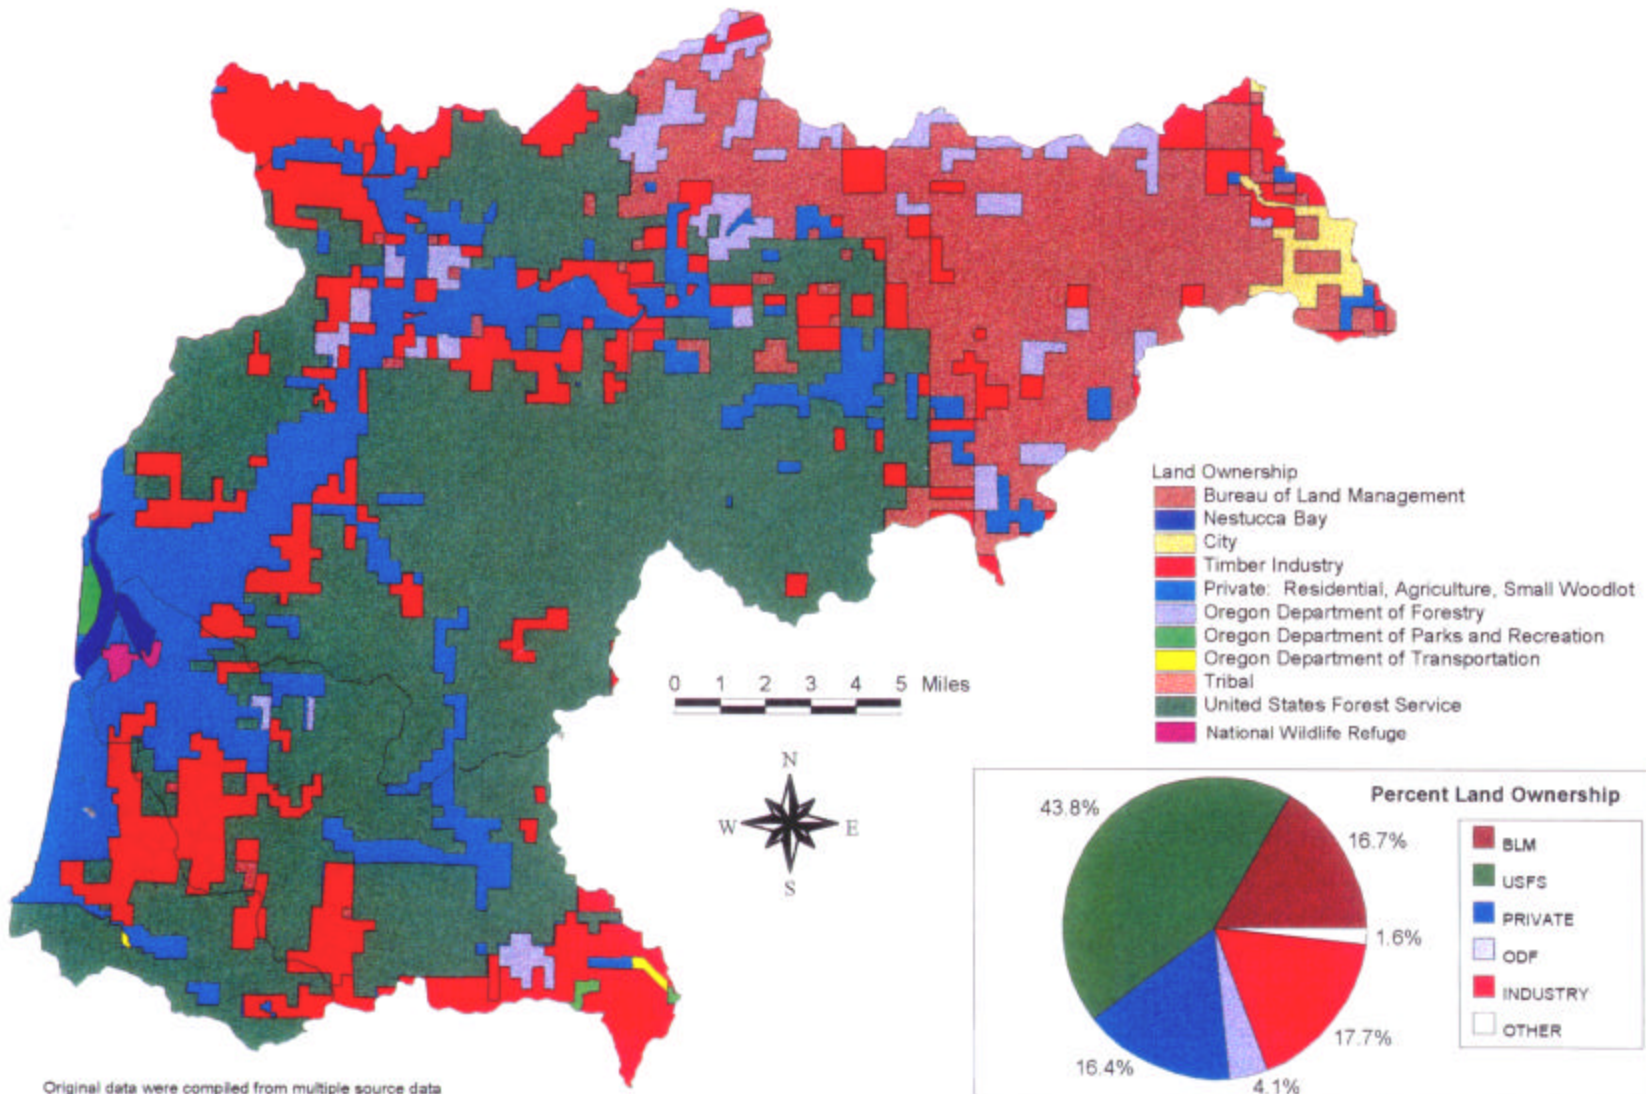 Land Ownership
Bureau of Land Management
Nestucca Bay
City
Timber Industry
Private: Residential, Agriculture, Small Woodlot
Oregon Department of Forestry
Oregon Department of Parks and Recreation
Oregon Department of Transportation
Tribal
United States Forest Service
National Wildlife Refuge
0 1 2 3 4 5 Miles
N
W E
S
Percent Land Ownership
43.8%
16.7%
1.6%
17.7%
4.1%
16.4%
BLM
USFS
PRIVATE
ODF
INDUSTRY
OTHER
Original data were compiled from multiple source data